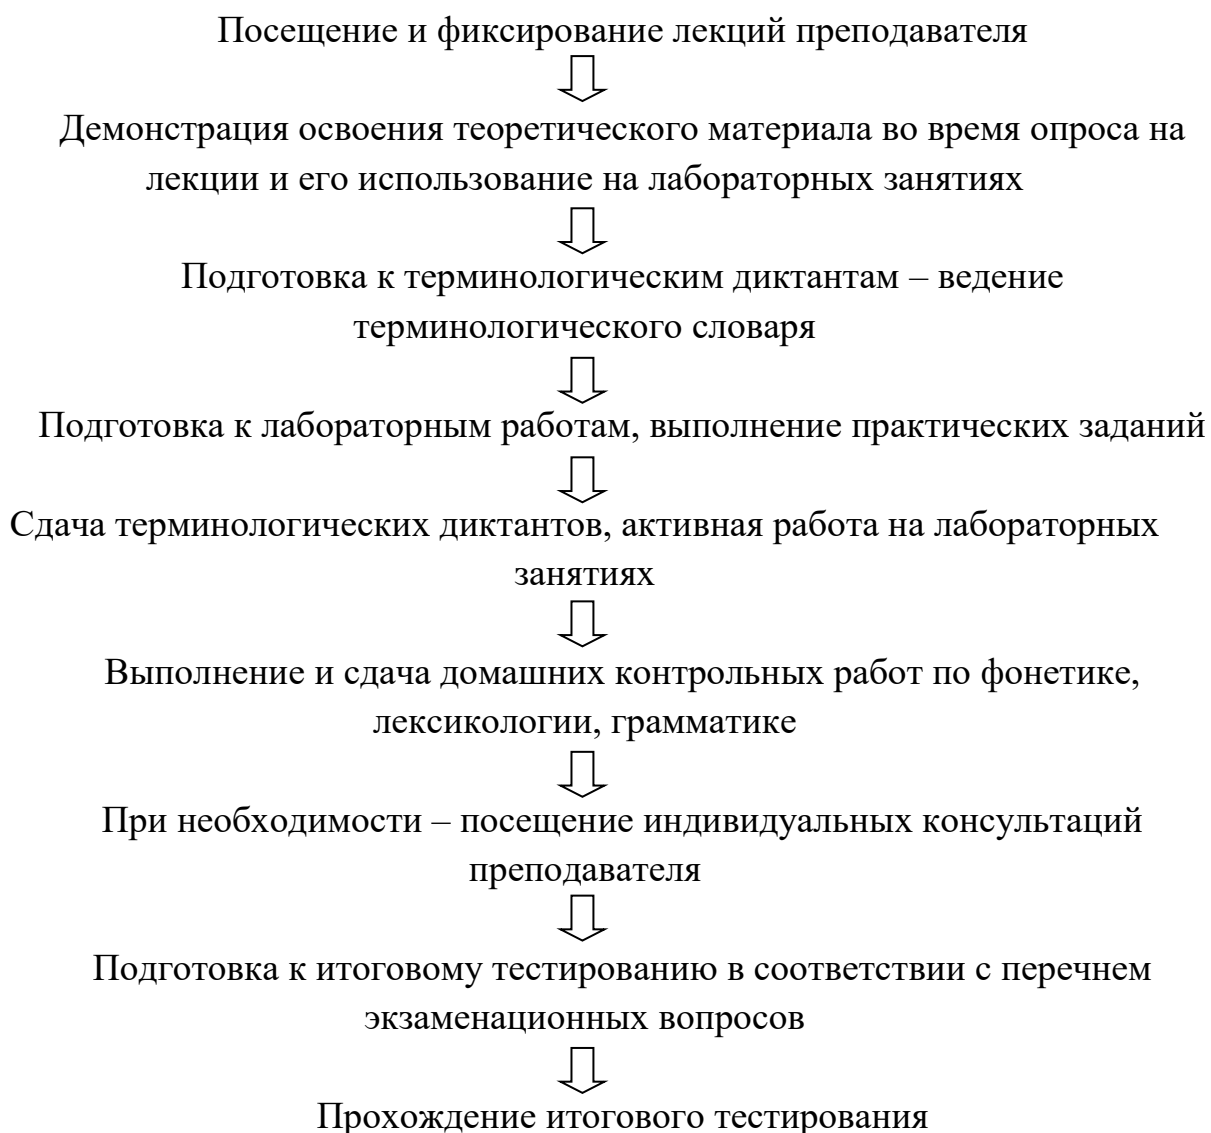 Посещение и фиксирование лекций преподавателя
Демонстрация освоения теоретического материала во время опроса на
лекции и его использование на лабораторных занятиях
Подготовка к терминологическим диктантам – ведение
терминологического словаря
Подготовка к лабораторным работам, выполнение практических заданий
Сдача терминологических диктантов, активная работа на лабораторных
занятиях
Выполнение и сдача домашних контрольных работ по фонетике,
лексикологии, грамматике
При необходимости – посещение индивидуальных консультаций
преподавателя
Подготовка к итоговому тестированию в соответствии с перечнем
экзаменационных вопросов
Прохождение итогового тестирования